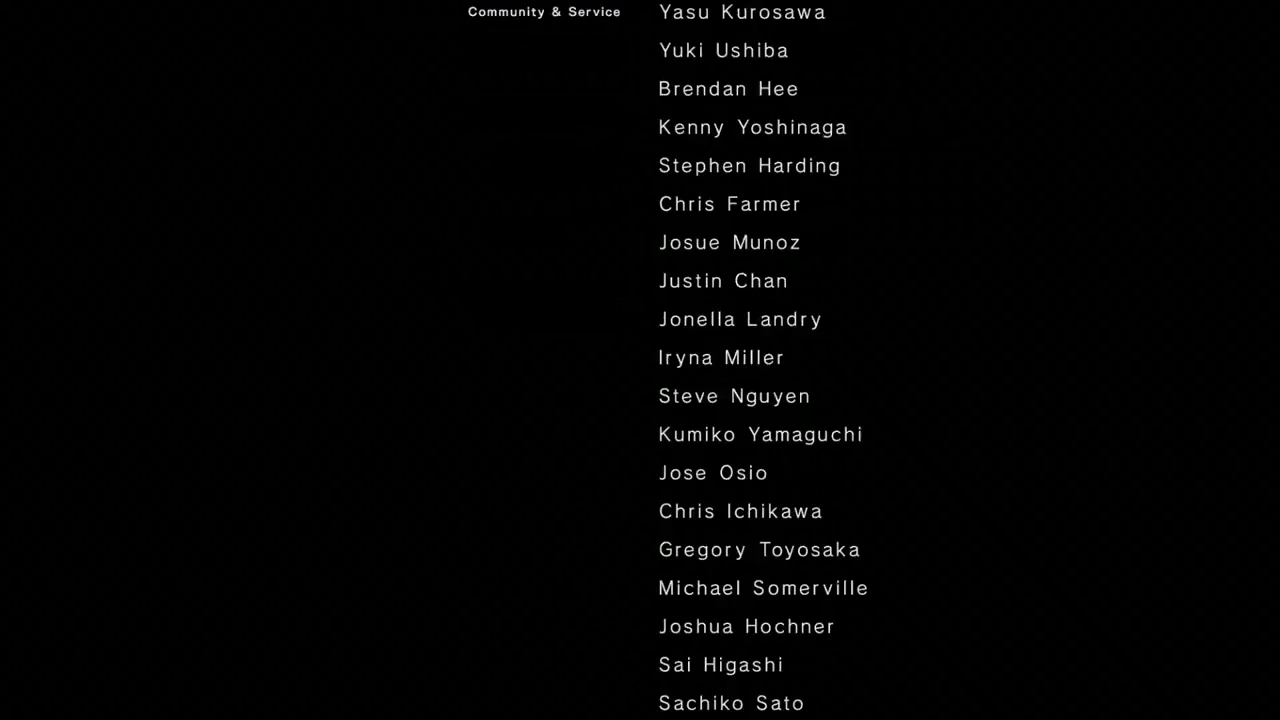 Community & Service Yasu Kurosawa
Yuki Ushiba
Brendan Hee
Kenny Yoshinaga
Stephen Harding
Chris Farmer
Josue Munoz
Justin Chan
Jonella Landry
Iryna Miller
Steve Nguyen
Kumiko Yamaguchi
Jose Osio
Chris Ichikawa
Gregory Toyosaka
Michael Somerville
Joshua Hochner
Sai Higashi
Sachiko Sato